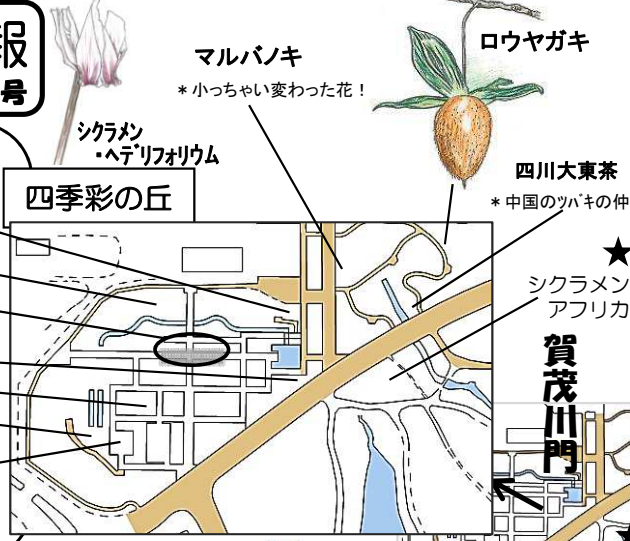 報
号
シクラメン
・ヘデリフォリウム
マルバノキ
＊小っちゃい変わった花！
ロウヤガキ
四川大東茶
＊中国のツバキの仲
四季彩の丘
★
シクラメン
アフリカ
賀茂川門